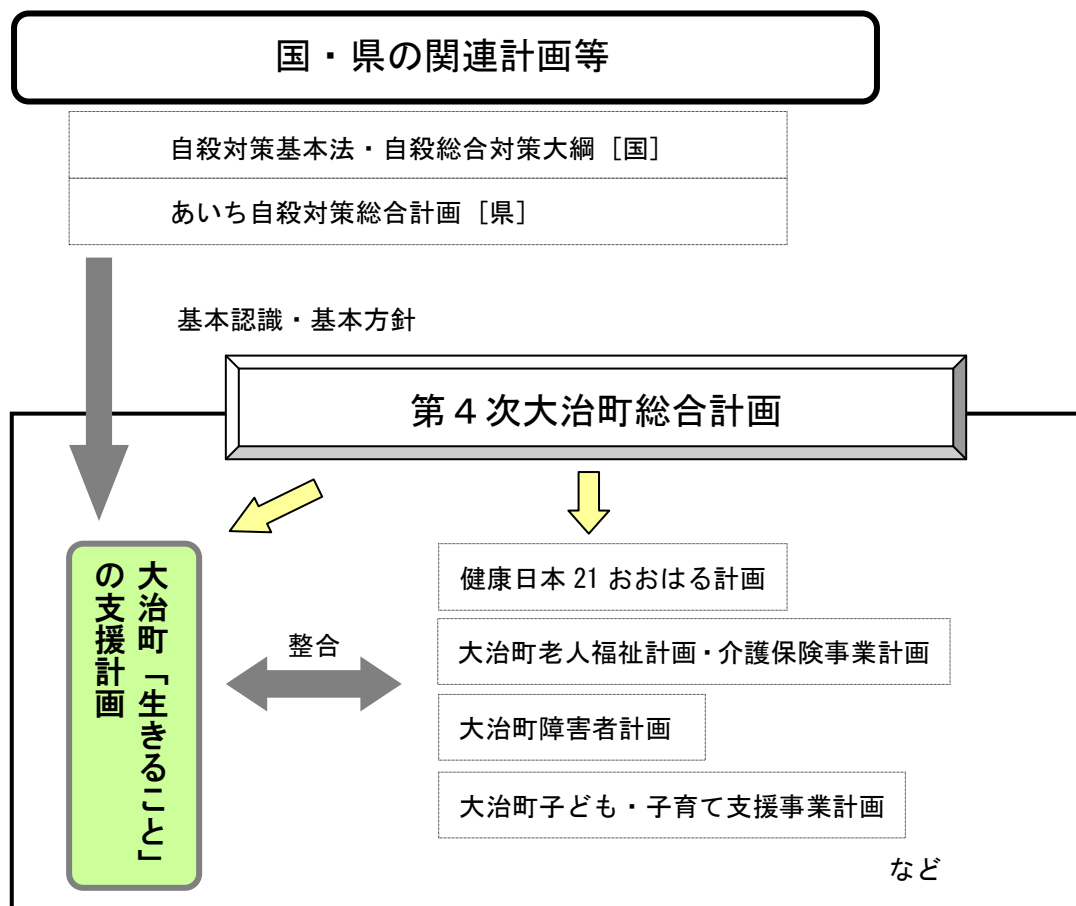 国・県の関連計画等
自殺対策基本法・自殺総合対策大綱［国］
あいち自殺対策総合計画［県］
基本認識・基本方針
第４次大治町総合計画
大治町「生きること」
の支援計画
整合
健康日本 21 おおはる計画
大治町老人福祉計画・介護保険事業計画
大治町障害者計画
大治町子ども・子育て支援事業計画
など